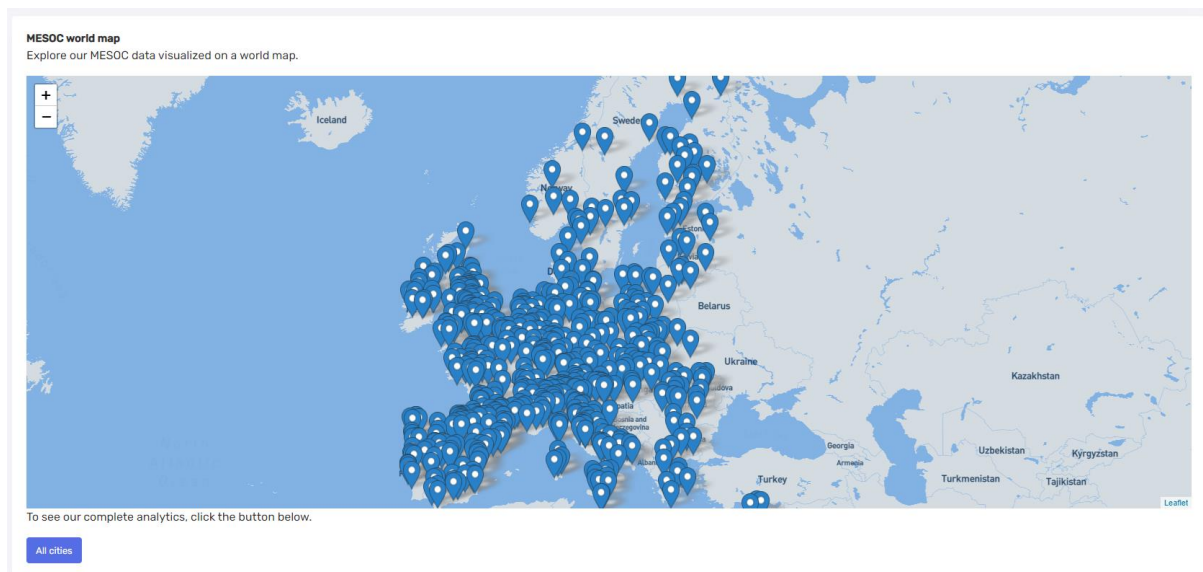 MESOC world map
Explore our MESOC data visualized on a world map.
+
−
Iceland
Sweden
Norway
Estonia
Belarus
Ukraine
Kazakhstan
Georgia
Armenia
Uzbekistan
Kyrgyzstan
Turkey
Turkmenistan
Tajikistan
Leaflet
To see our complete analytics, click the button below.
All cities